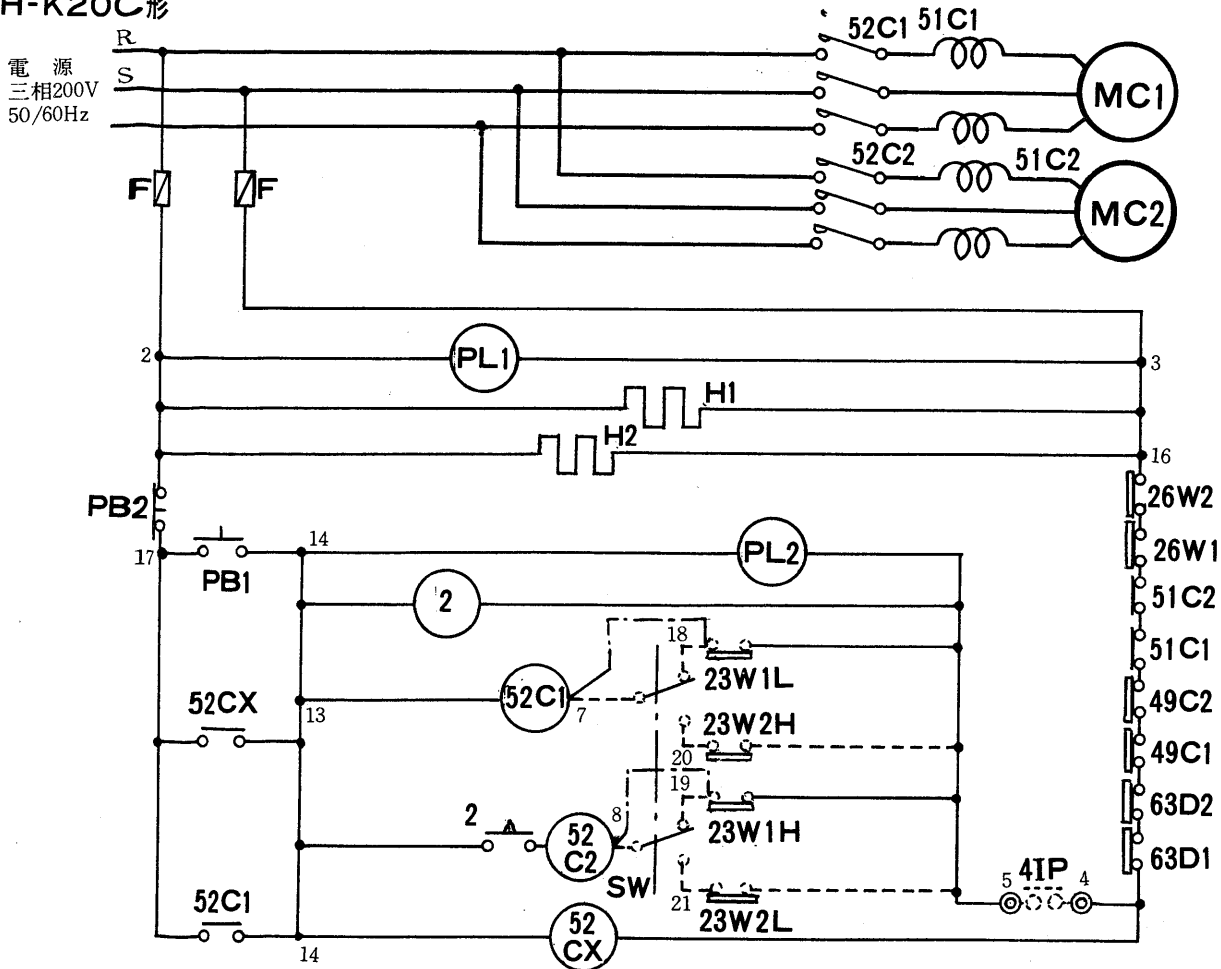 H-K20C形
R
電 源
三相200V
50/60Hz
S
52C1
51C1
MC1
52C2
51C2
MC2
F
F
2
PL1
3
H1
H2
16
PB2
26W2
17
PB1
14
PL2
26W1
2
51C2
18
51C1
23W1L
52C1
7
52CX
13
49C2
23W2H
20
49C1
19
2
8
63D2
23W1H
52
C2
SW
63D1
5
4IP
4
21
23W2L
52C1
52
CX
14